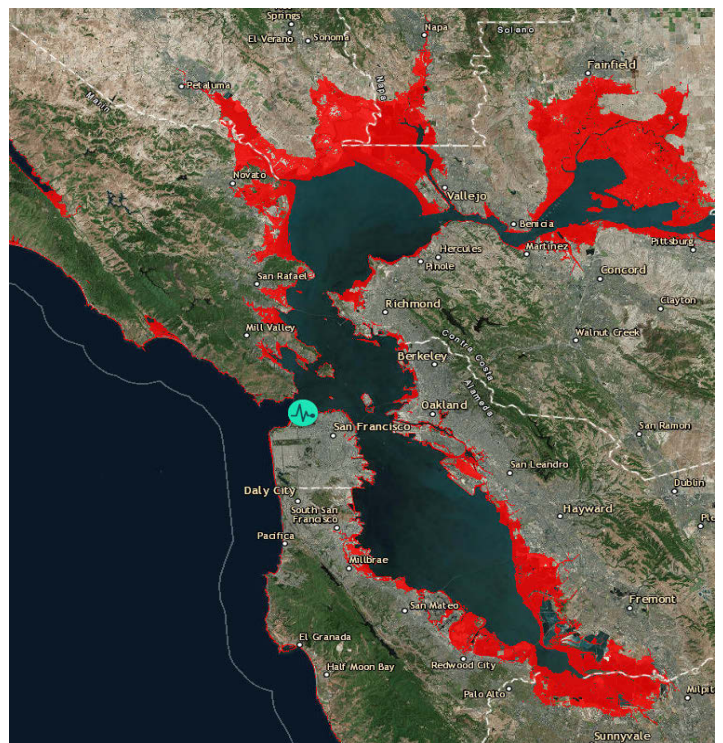 Springs
El Verano
Sonoma
Napa
Solano
Fairfield
Petaluma
Marin
Napa
Novato
Vallejo
Benicia
Martinez
Pittsburg
Hercules
Pinole
San Rafael
Concord
Richmond
Clayton
Mill Valley
Walnut Creek
Contra Costa
Berkeley
Alameda
Oakland
San Francisco
San Ramon
San Leandro
Daly City
Dublin
South San
Francisco
Hayward
Ple
Pacifica
Millbrae
San Mateo
Fremont
El Granada
Redwood City
Half Moon Bay
Palo Alto
Milpit
Sunnyvale